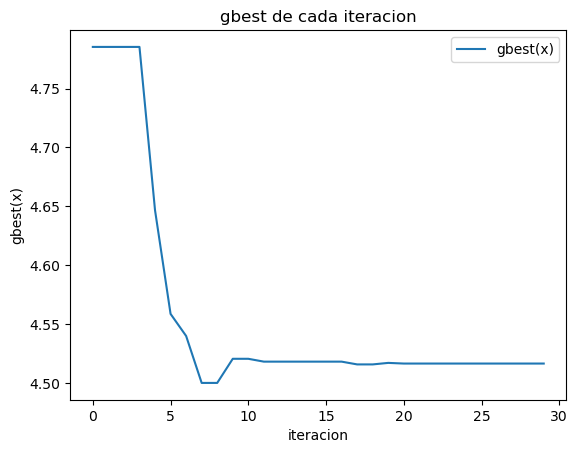 gbest de cada iteracion
gbest(x)
gbest(x)
4.75
4.70
4.65
4.60
4.55
4.50
0 5 10 15 20 25 30
iteracion